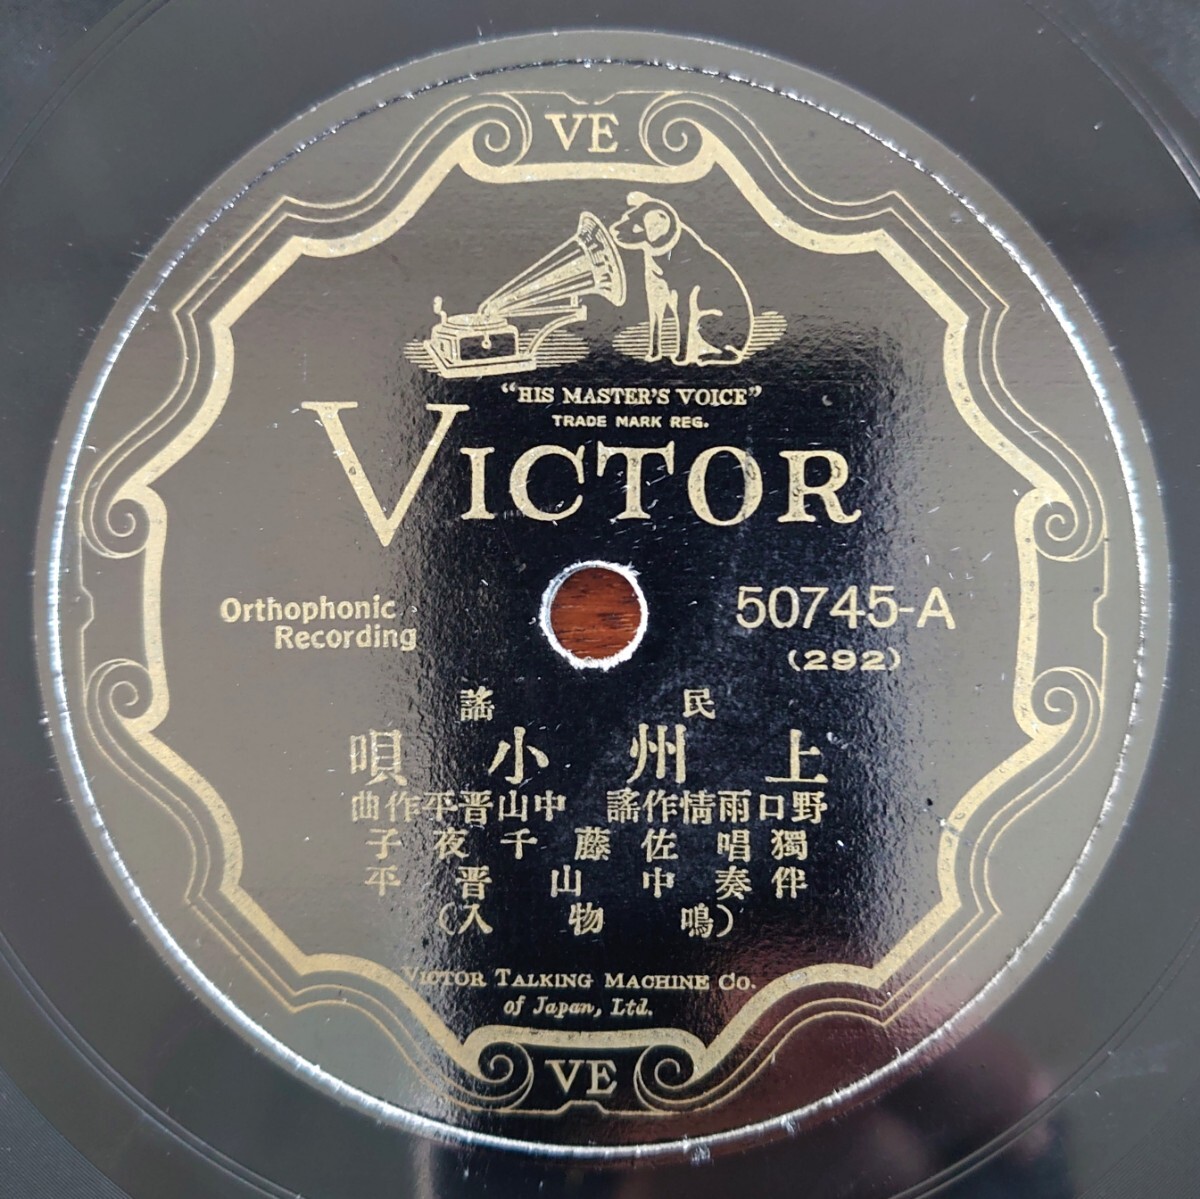 VE
"HIS MASTER'S VOICE"
TRADE MARK REG.
VICTOR
Orthophonic
Recording
50745-A
(292)
民謠
上州小唄
野口雨情作謠 中山晋平作曲
獨唱 佐藤千夜子
伴奏 中山晋平
(鳴物入)
VICTOR TALKING MACHINE CO.
of Japan, Ltd.
VE